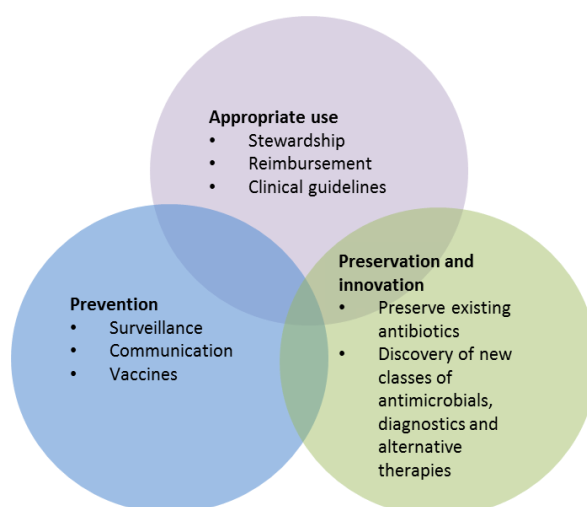 Appropriate use
• Stewardship
• Reimbursement
• Clinical guidelines
Prevention
• Surveillance
• Communication
• Vaccines
Preservation and
innovation
• Preserve existing
antibiotics
• Discovery of new
classes of
antimicrobials,
diagnostics and
alternative
therapies